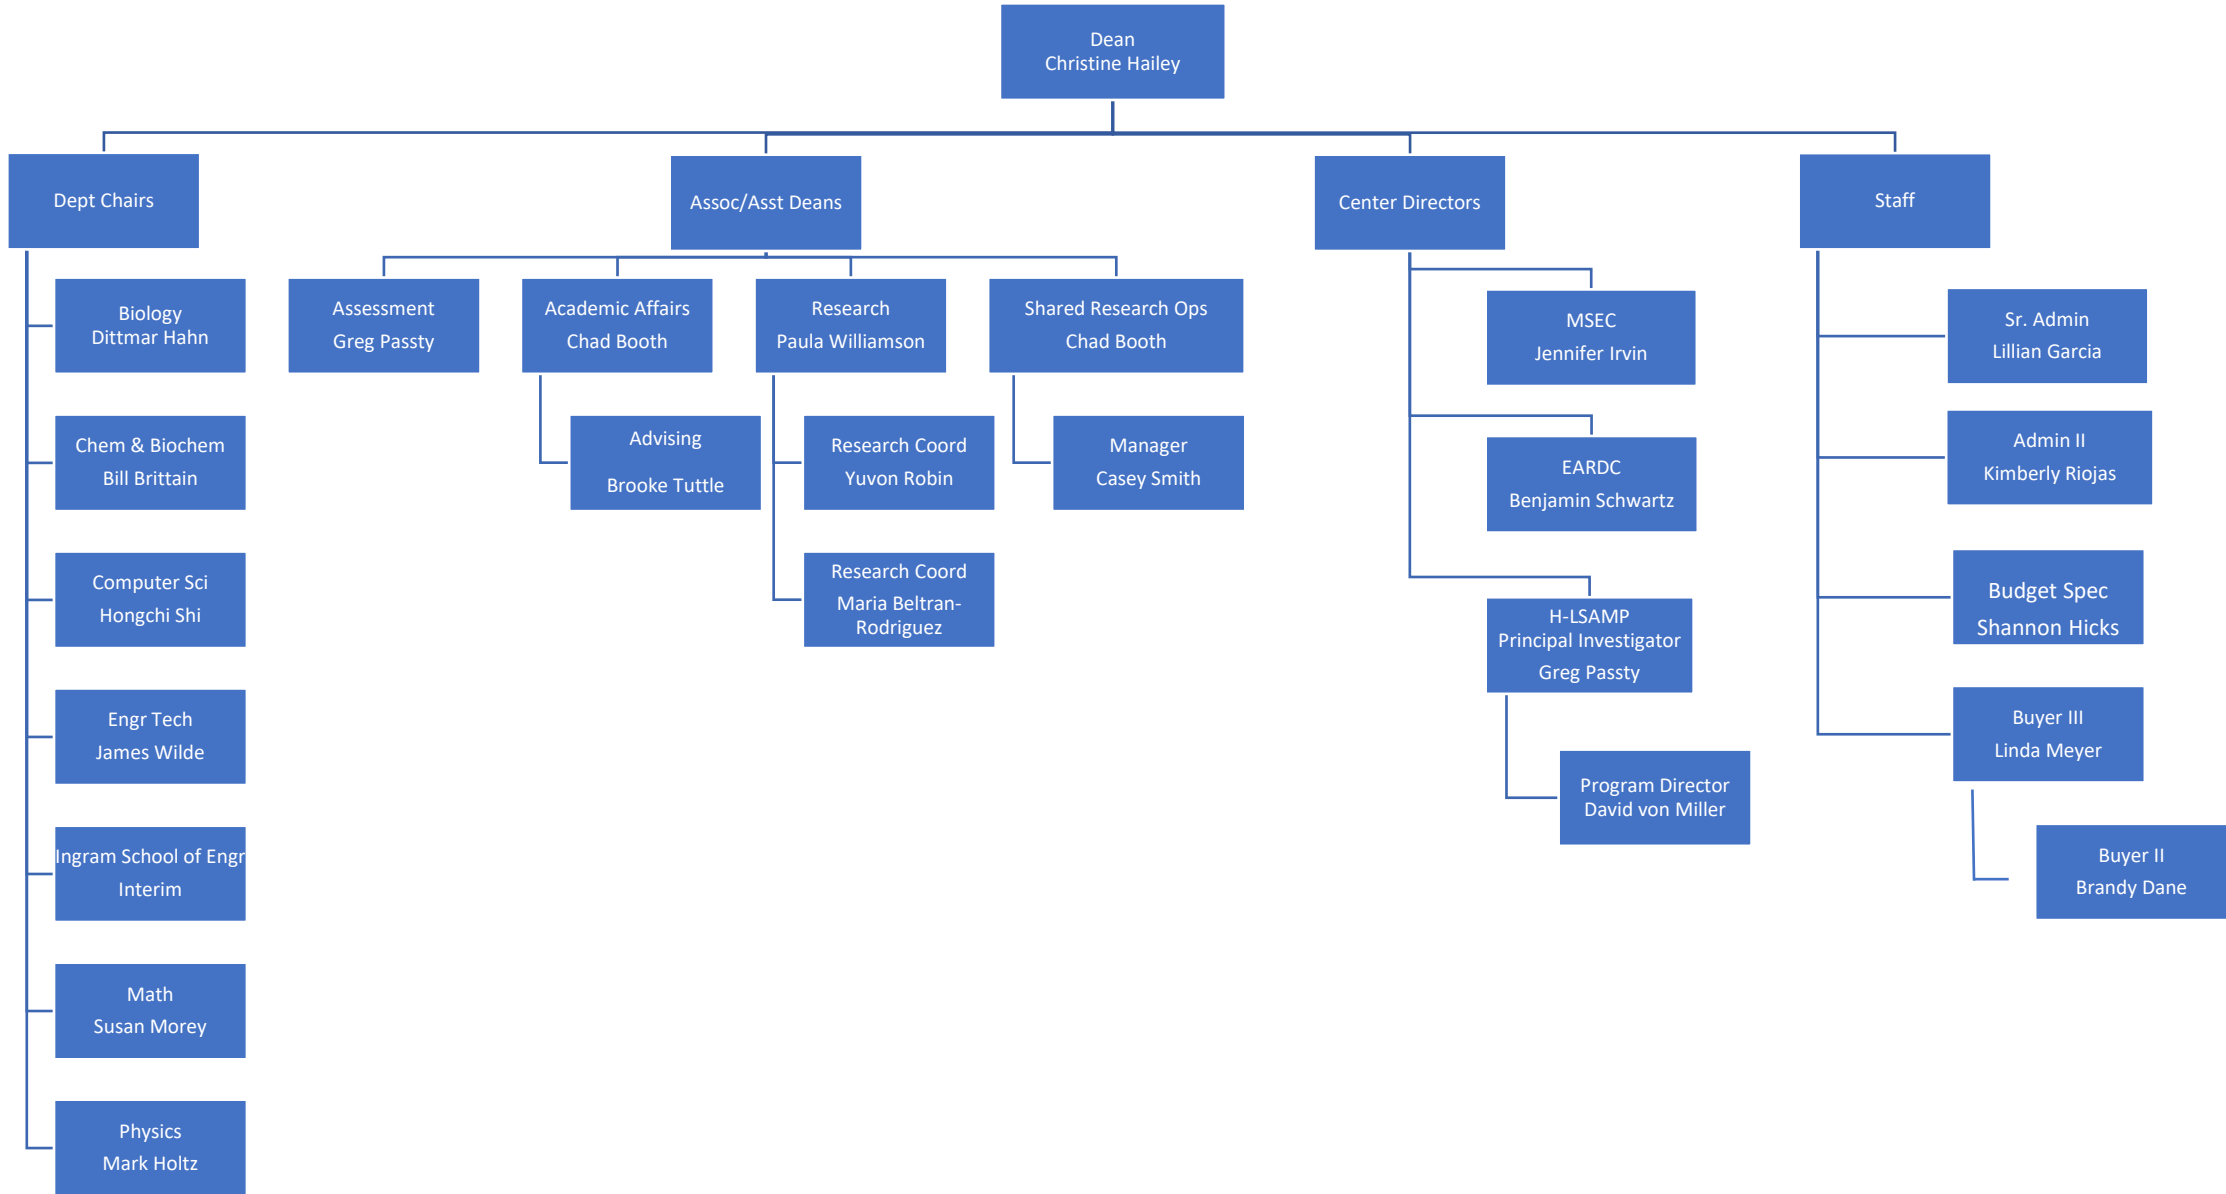 Dean
Christine Hailey
Dept Chairs
Assoc/Asst Deans
Center Directors
Staff
Biology
Dittmar Hahn
Chem & Biochem
Bill Brittain
Computer Sci
Hongchi Shi
Engr Tech
James Wilde
Ingram School of Engr
Interim
Math
Susan Morey
Physics
Mark Holtz
Assessment
Greg Passty
Academic Affairs
Chad Booth
Advising
Brooke Tuttle
Research
Paula Williamson
Research Coord
Yuvon Robin
Research Coord
Maria Beltran-
Rodriguez
Shared Research Ops
Chad Booth
Manager
Casey Smith
MSEC
Jennifer Irvin
EARDC
Benjamin Schwartz
H-LSAMP
Principal Investigator
Greg Passty
Program Director
David von Miller
Sr. Admin
Lillian Garcia
Admin II
Kimberly Riojas
Budget Spec
Shannon Hicks
Buyer III
Linda Meyer
Buyer II
Brandy Dane